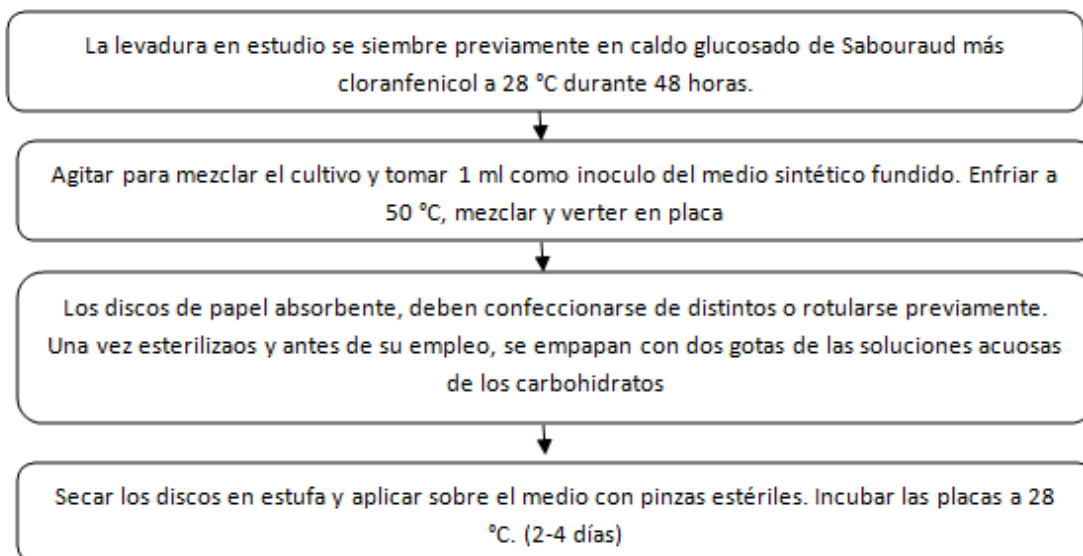 La levadura en estudio se siembre previamente en caldo glucosado de Sabouraud más
cloranfenicol a 28 ºC durante 48 horas.
Agitar para mezclar el cultivo y tomar 1 ml como inoculo del medio sintético fundido. Enfriar a
50 ºC, mezclar y verter en placa
Los discos de papel absorbente, deben confeccionarse de distintos o rotularse previamente.
Una vez esterilizaos y antes de su empleo, se empapan con dos gotas de las soluciones acuosas
de los carbohidratos
Secar los discos en estufa y aplicar sobre el medio con pinzas estériles. Incubar las placas a 28
ºC. (2-4 días)